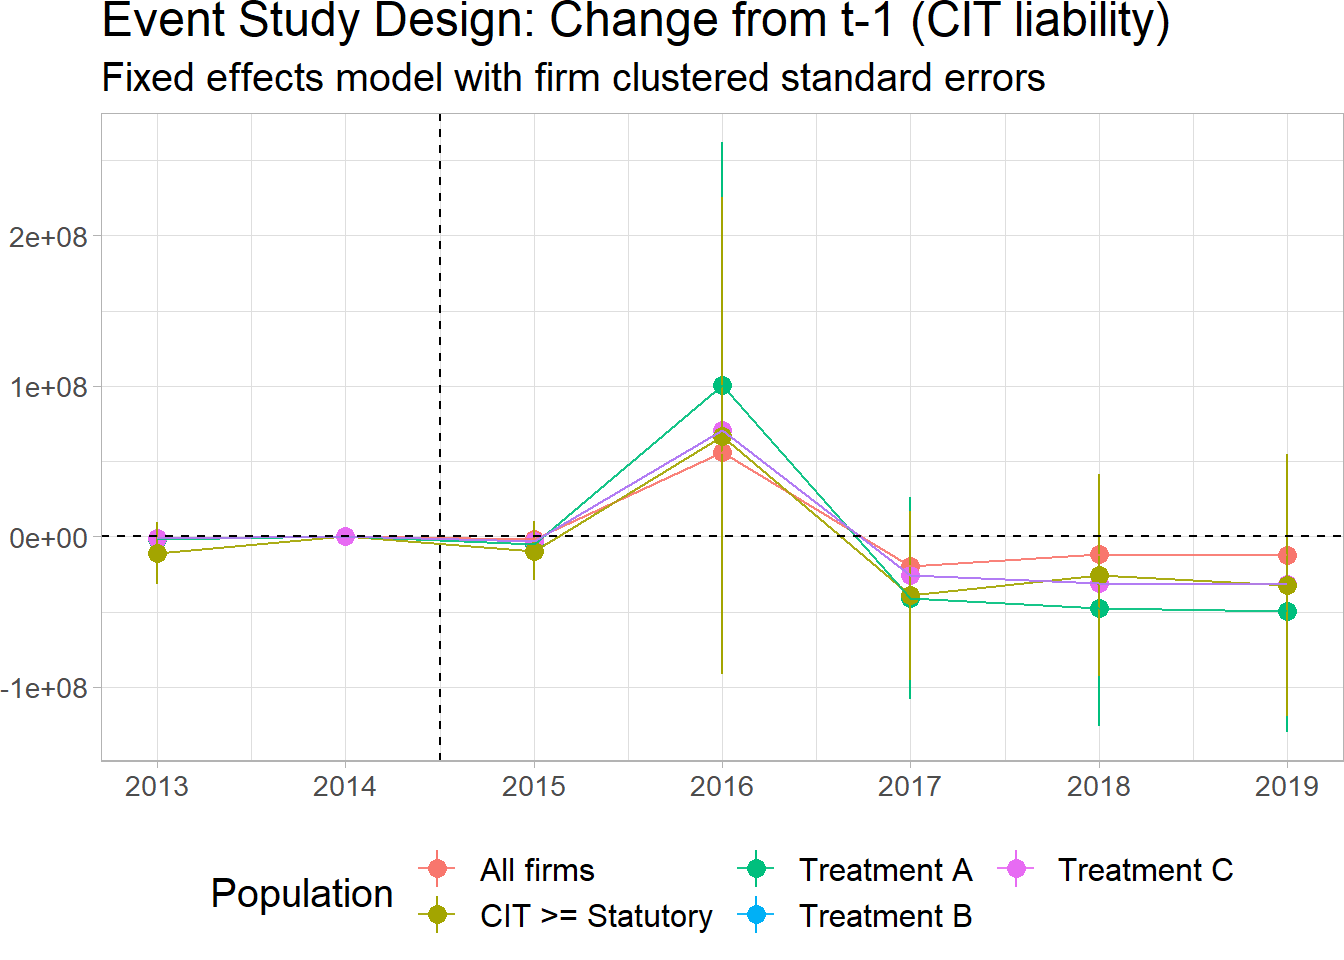 Event Study Design: Change from t-1 (CIT liability)
Fixed effects model with firm clustered standard errors
2e+08
1e+08
0e+00
-1e+08
2013 2014 2015 2016 2017 2018 2019
Population
All firms
CIT >= Statutory
Treatment A
Treatment B
Treatment C